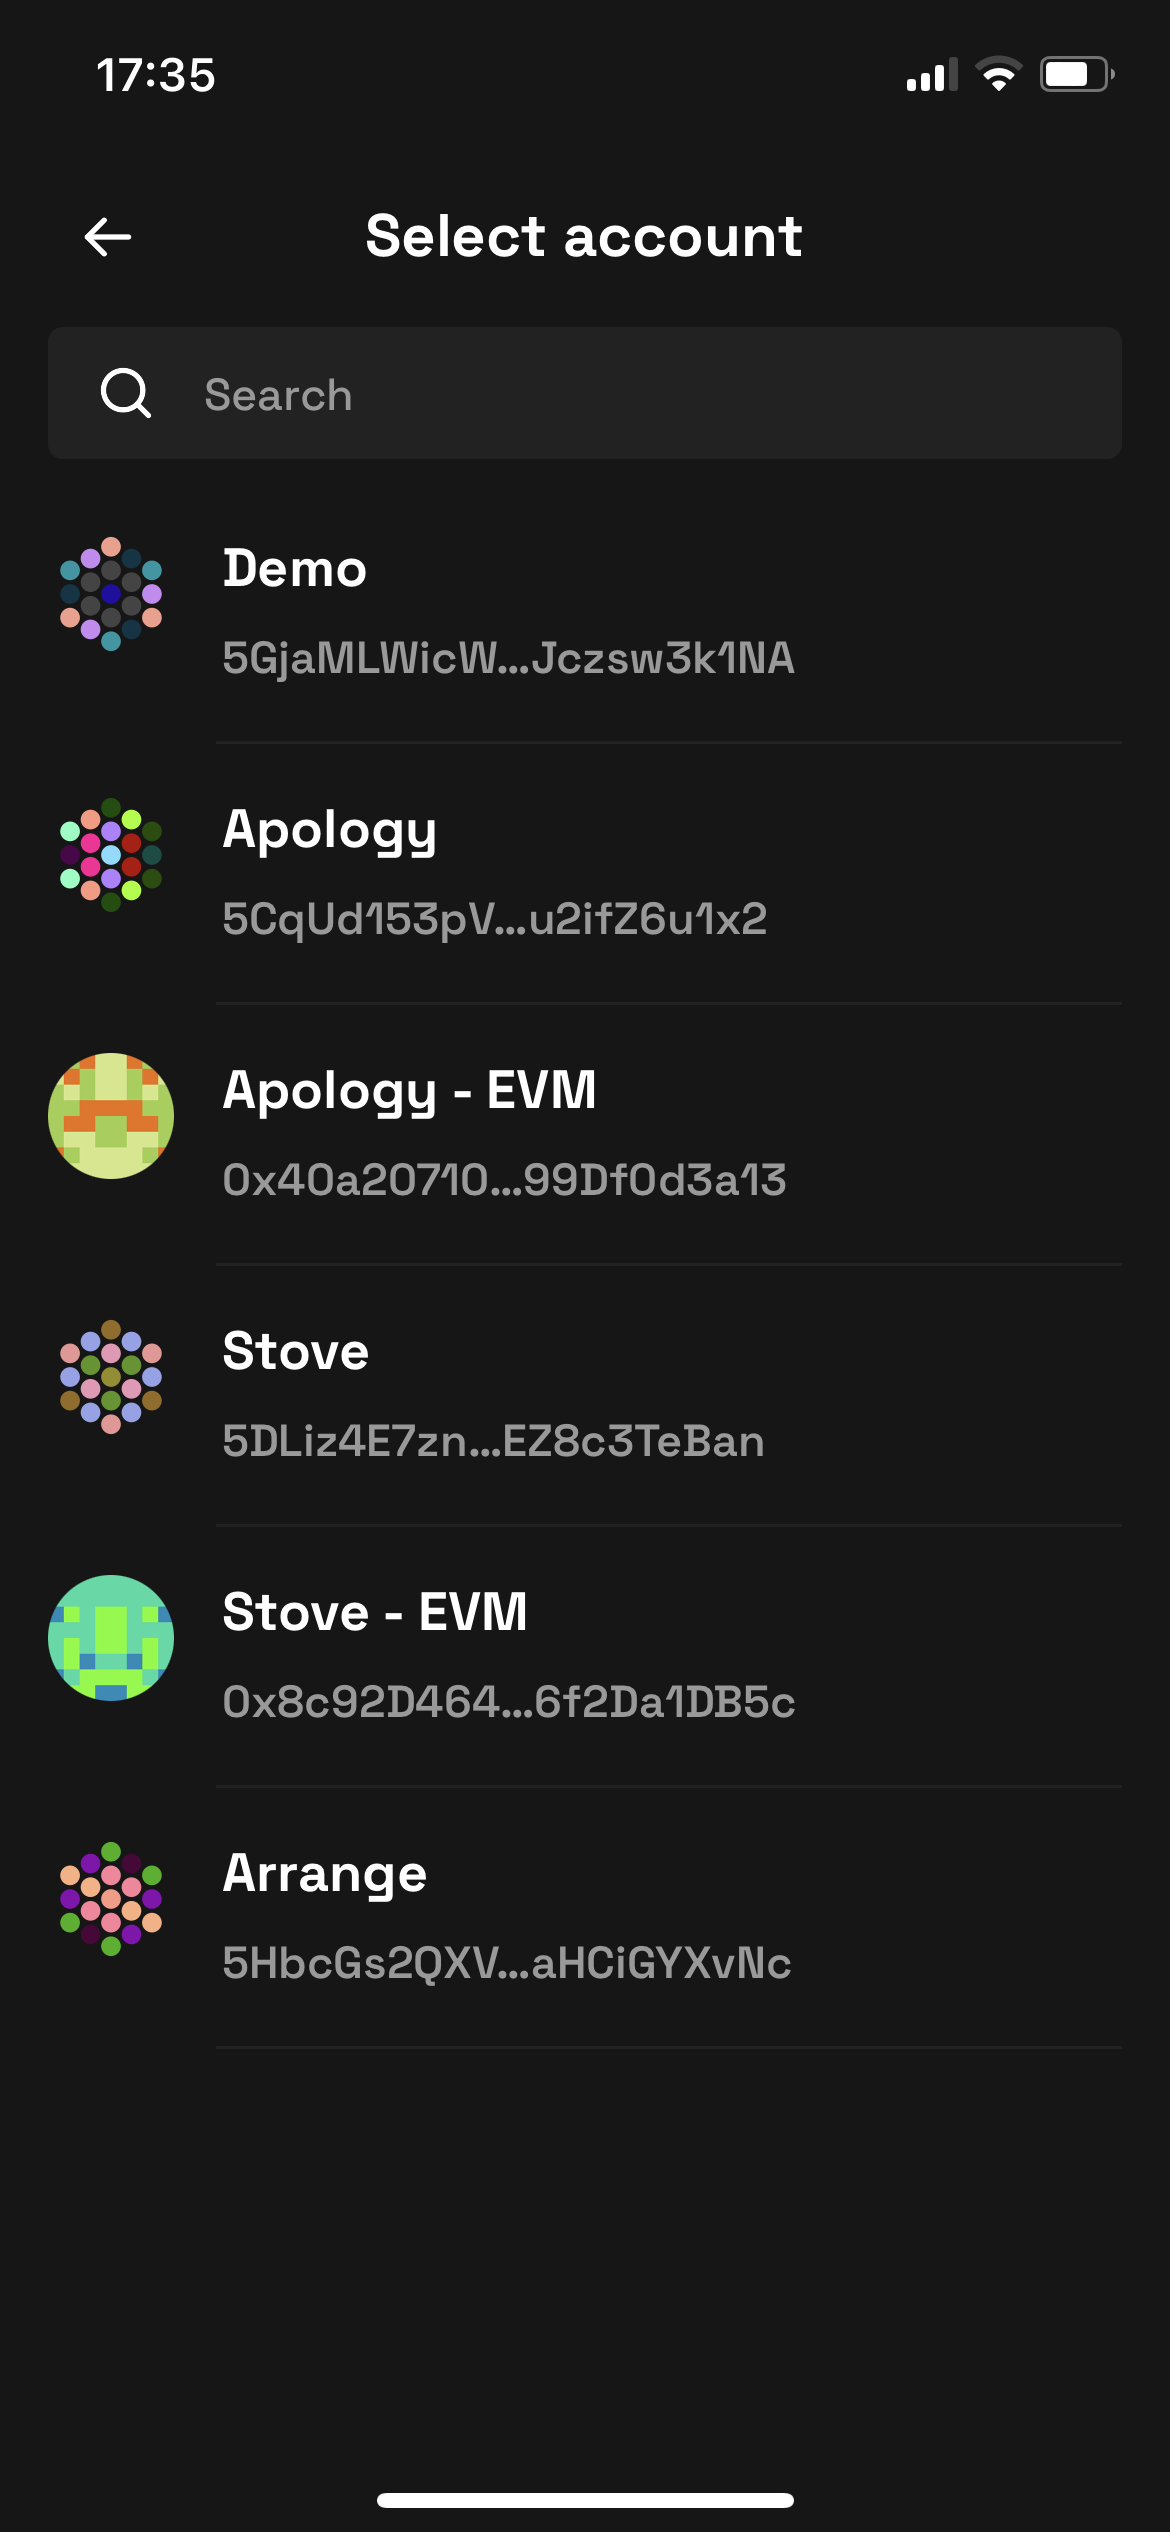 17:35
Select account
Search
Demo
5GjaMLWicW...Jczsw3k1NA
Apology
5CqUd153pV...u2ifZ6u1x2
Apology - EVM
0x40a20710...99Df0d3a13
Stove
5DLiz4E7zn...EZ8c3TeBan
Stove - EVM
0x8c92D464...6f2Da1DB5c
Arrange
5HbcGs2QXV...aHCiGYXvNc